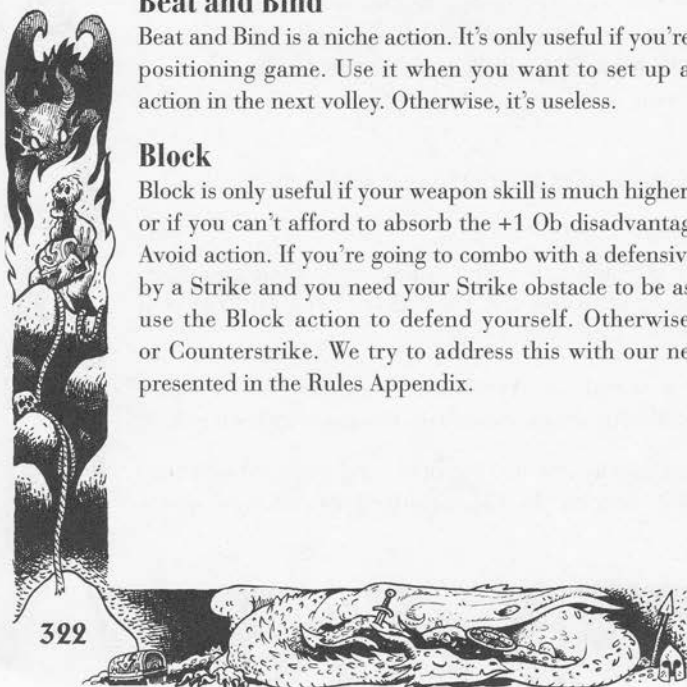 Beat and Bind
Beat and Bind is a niche action. It's only useful if you're
positioning game. Use it when you want to set up a
action in the next volley. Otherwise, it's useless.
Block
Block is only useful if your weapon skill is much higher
or if you can't afford to absorb the +1 Ob disadvantag
Avoid action. If you're going to combo with a defensiv
by a Strike and you need your Strike obstacle to be as
use the Block action to defend yourself. Otherwise
or Counterstrike. We try to address this with our ne
presented in the Rules Appendix.
322